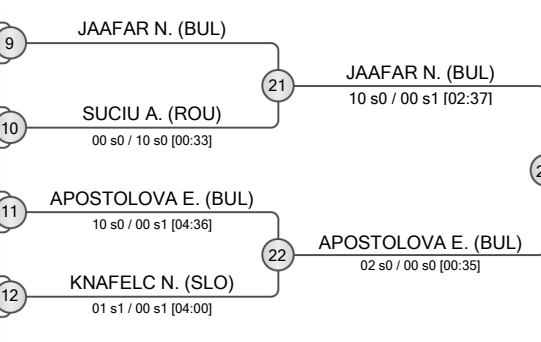 9
JAAFAR N. (BUL)
21
JAAFAR N. (BUL)
10 s0 / 00 s1 [02:37]
10
SUCIU A. (ROU)
00 s0 / 10 s0 [00:33]
11
APOSTOLOVA E. (BUL)
10 s0 / 00 s1 [04:36]
22
APOSTOLOVA E. (BUL)
02 s0 / 00 s0 [00:35]
12
KNAFELC N. (SLO)
01 s1 / 00 s1 [04:00]